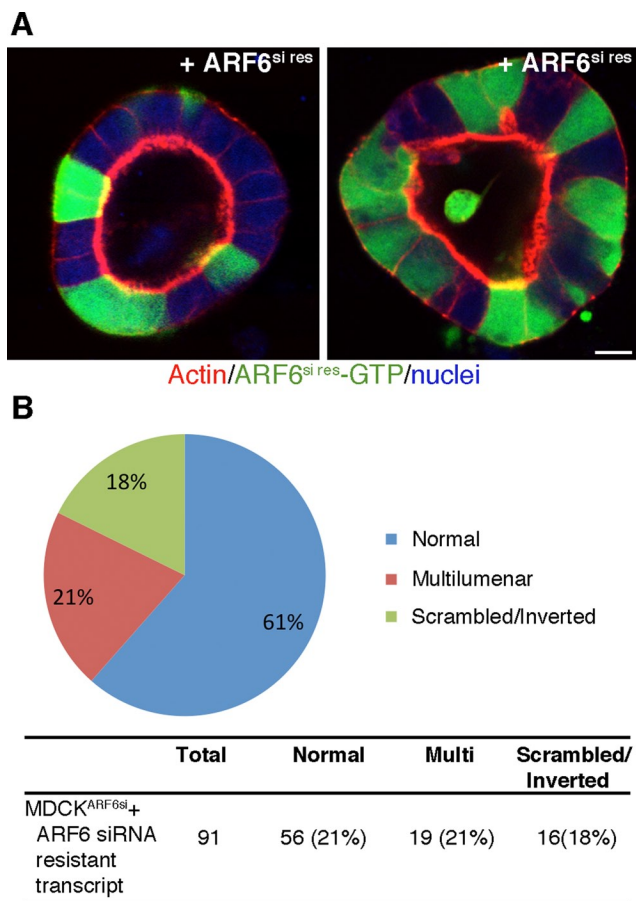 A
+ ARF6si res
+ ARF6si res
Actin/ARF6si res-GTP/nuclei
B
18%
21%
61%
Normal
Multilumenar
Scrambled/Inverted
Total Normal Multi Scrambled/
Inverted
MDCKARF6si+
ARF6 siRNA 91 56 (21%) 19 (21%) 16(18%)
resistant
transcript